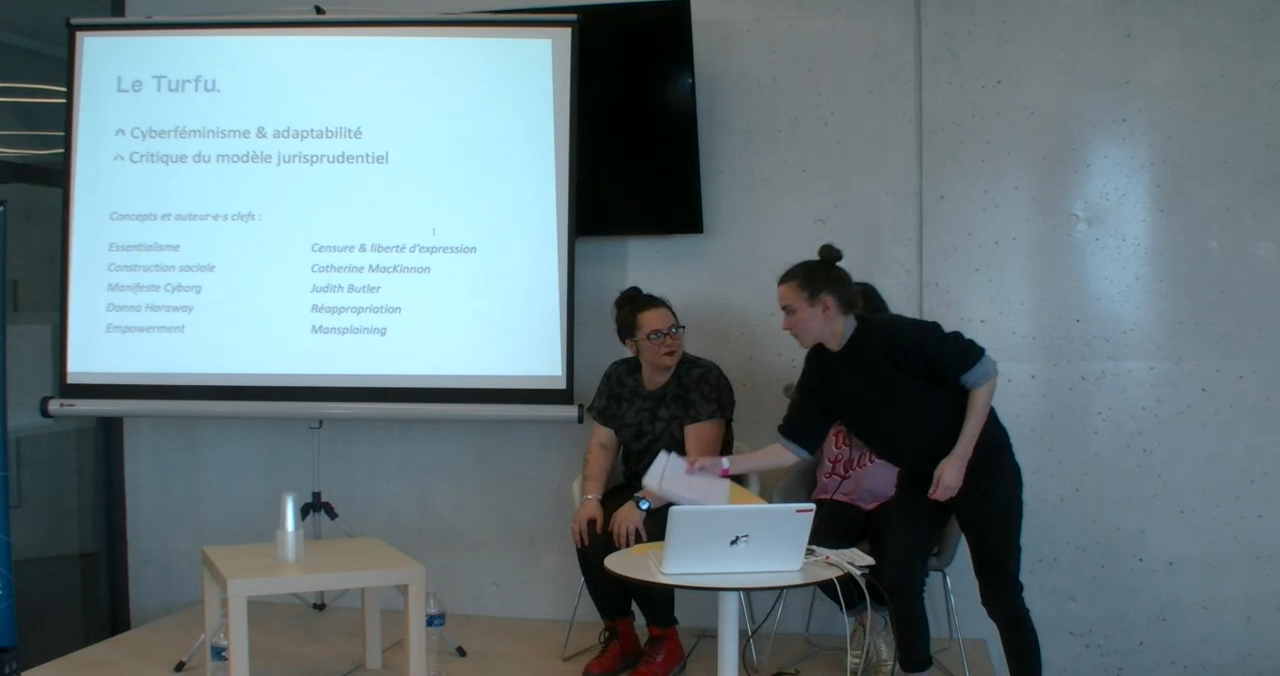 Le Turfu.
Cyberféminisme & adaptabilité
Critique du modèle jurisprudentiel
Concepts et auteur·e·s clefs :
Essentialisme
Construction sociale
Manifeste Cyborg
Donna Haraway
Empowerment
Censure & liberté d'expression
Catherine MacKinnon
Judith Butler
Réappropriation
Mansplaining